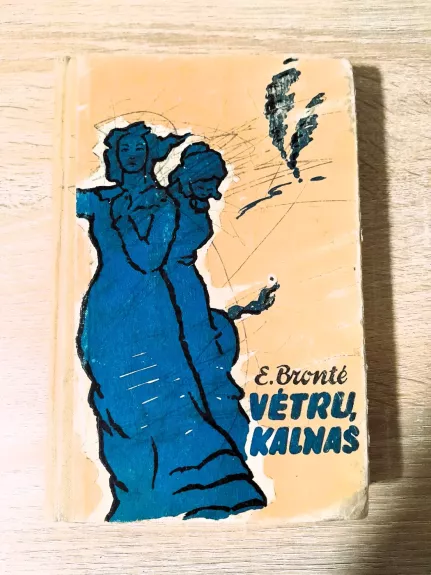 E. Brontė
VĖTRŲ
KALNAS